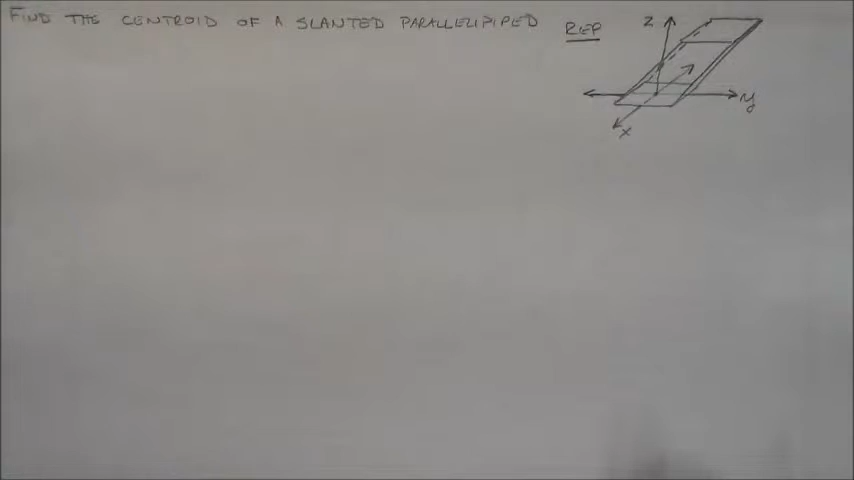 FIND THE CENTROID OF A SLANTED PARALLELIPIPED
REP
Z
y
x